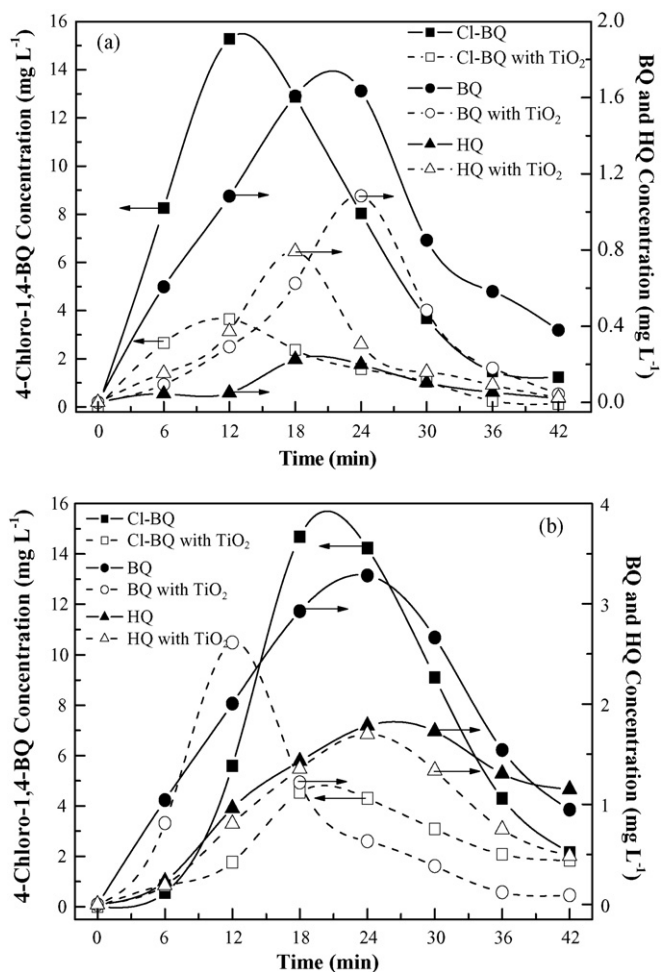 (a)
Cl-BQ
Cl-BQ with TiO2
BQ
BQ with TiO2
HQ
HQ with TiO2
16
14
12
10
8
6
4
2
0
2.0
1.6
1.2
0.8
0.4
0.0
4-Chloro-1,4-BQ Concentration (mg L-1)
BQ and HQ Concentration (mg L-1)
0 6 12 18 24 30 36 42
Time (min)
(b)
Cl-BQ
Cl-BQ with TiO2
BQ
BQ with TiO2
HQ
HQ with TiO2
16
14
12
10
8
6
4
2
0
4
3
2
1
0
4-Chloro-1,4-BQ Concentration (mg L-1)
BQ and HQ Concentration (mg L-1)
0 6 12 18 24 30 36 42
Time (min)